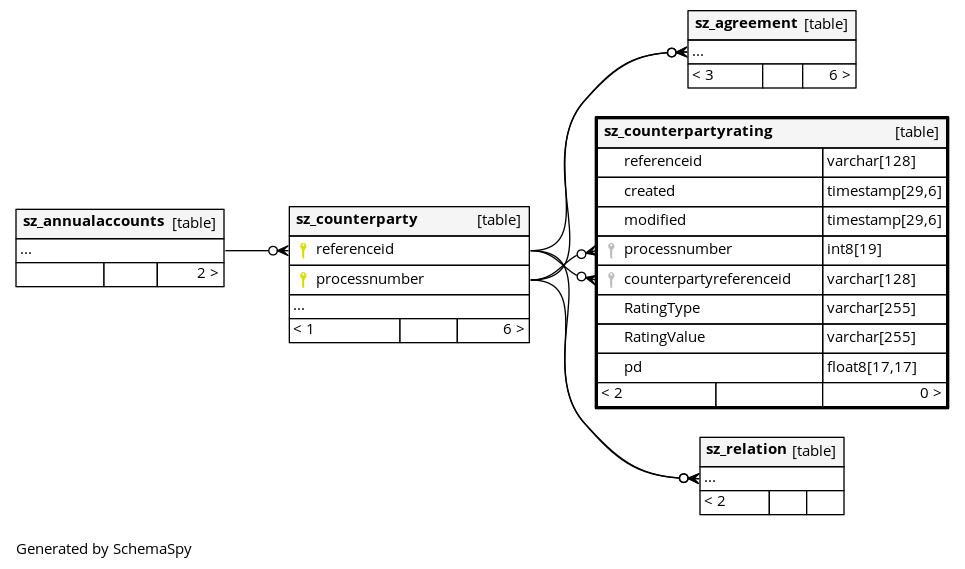 sz_agreement [table]
...
< 3 6 >
sz_counterpartyrating [table]
referenceid varchar[128]
created timestamp[29,6]
modified timestamp[29,6]
processnumber int8[19]
counterpartyreferenceid varchar[128]
RatingType varchar[255]
RatingValue varchar[255]
pd float8[17,17]
< 2 0 >
sz_annualaccounts [table]
...
2 >
sz_counterparty [table]
referenceid
processnumber
...
< 1 6 >
sz_relation [table]
...
< 2
Generated by SchemaSpy